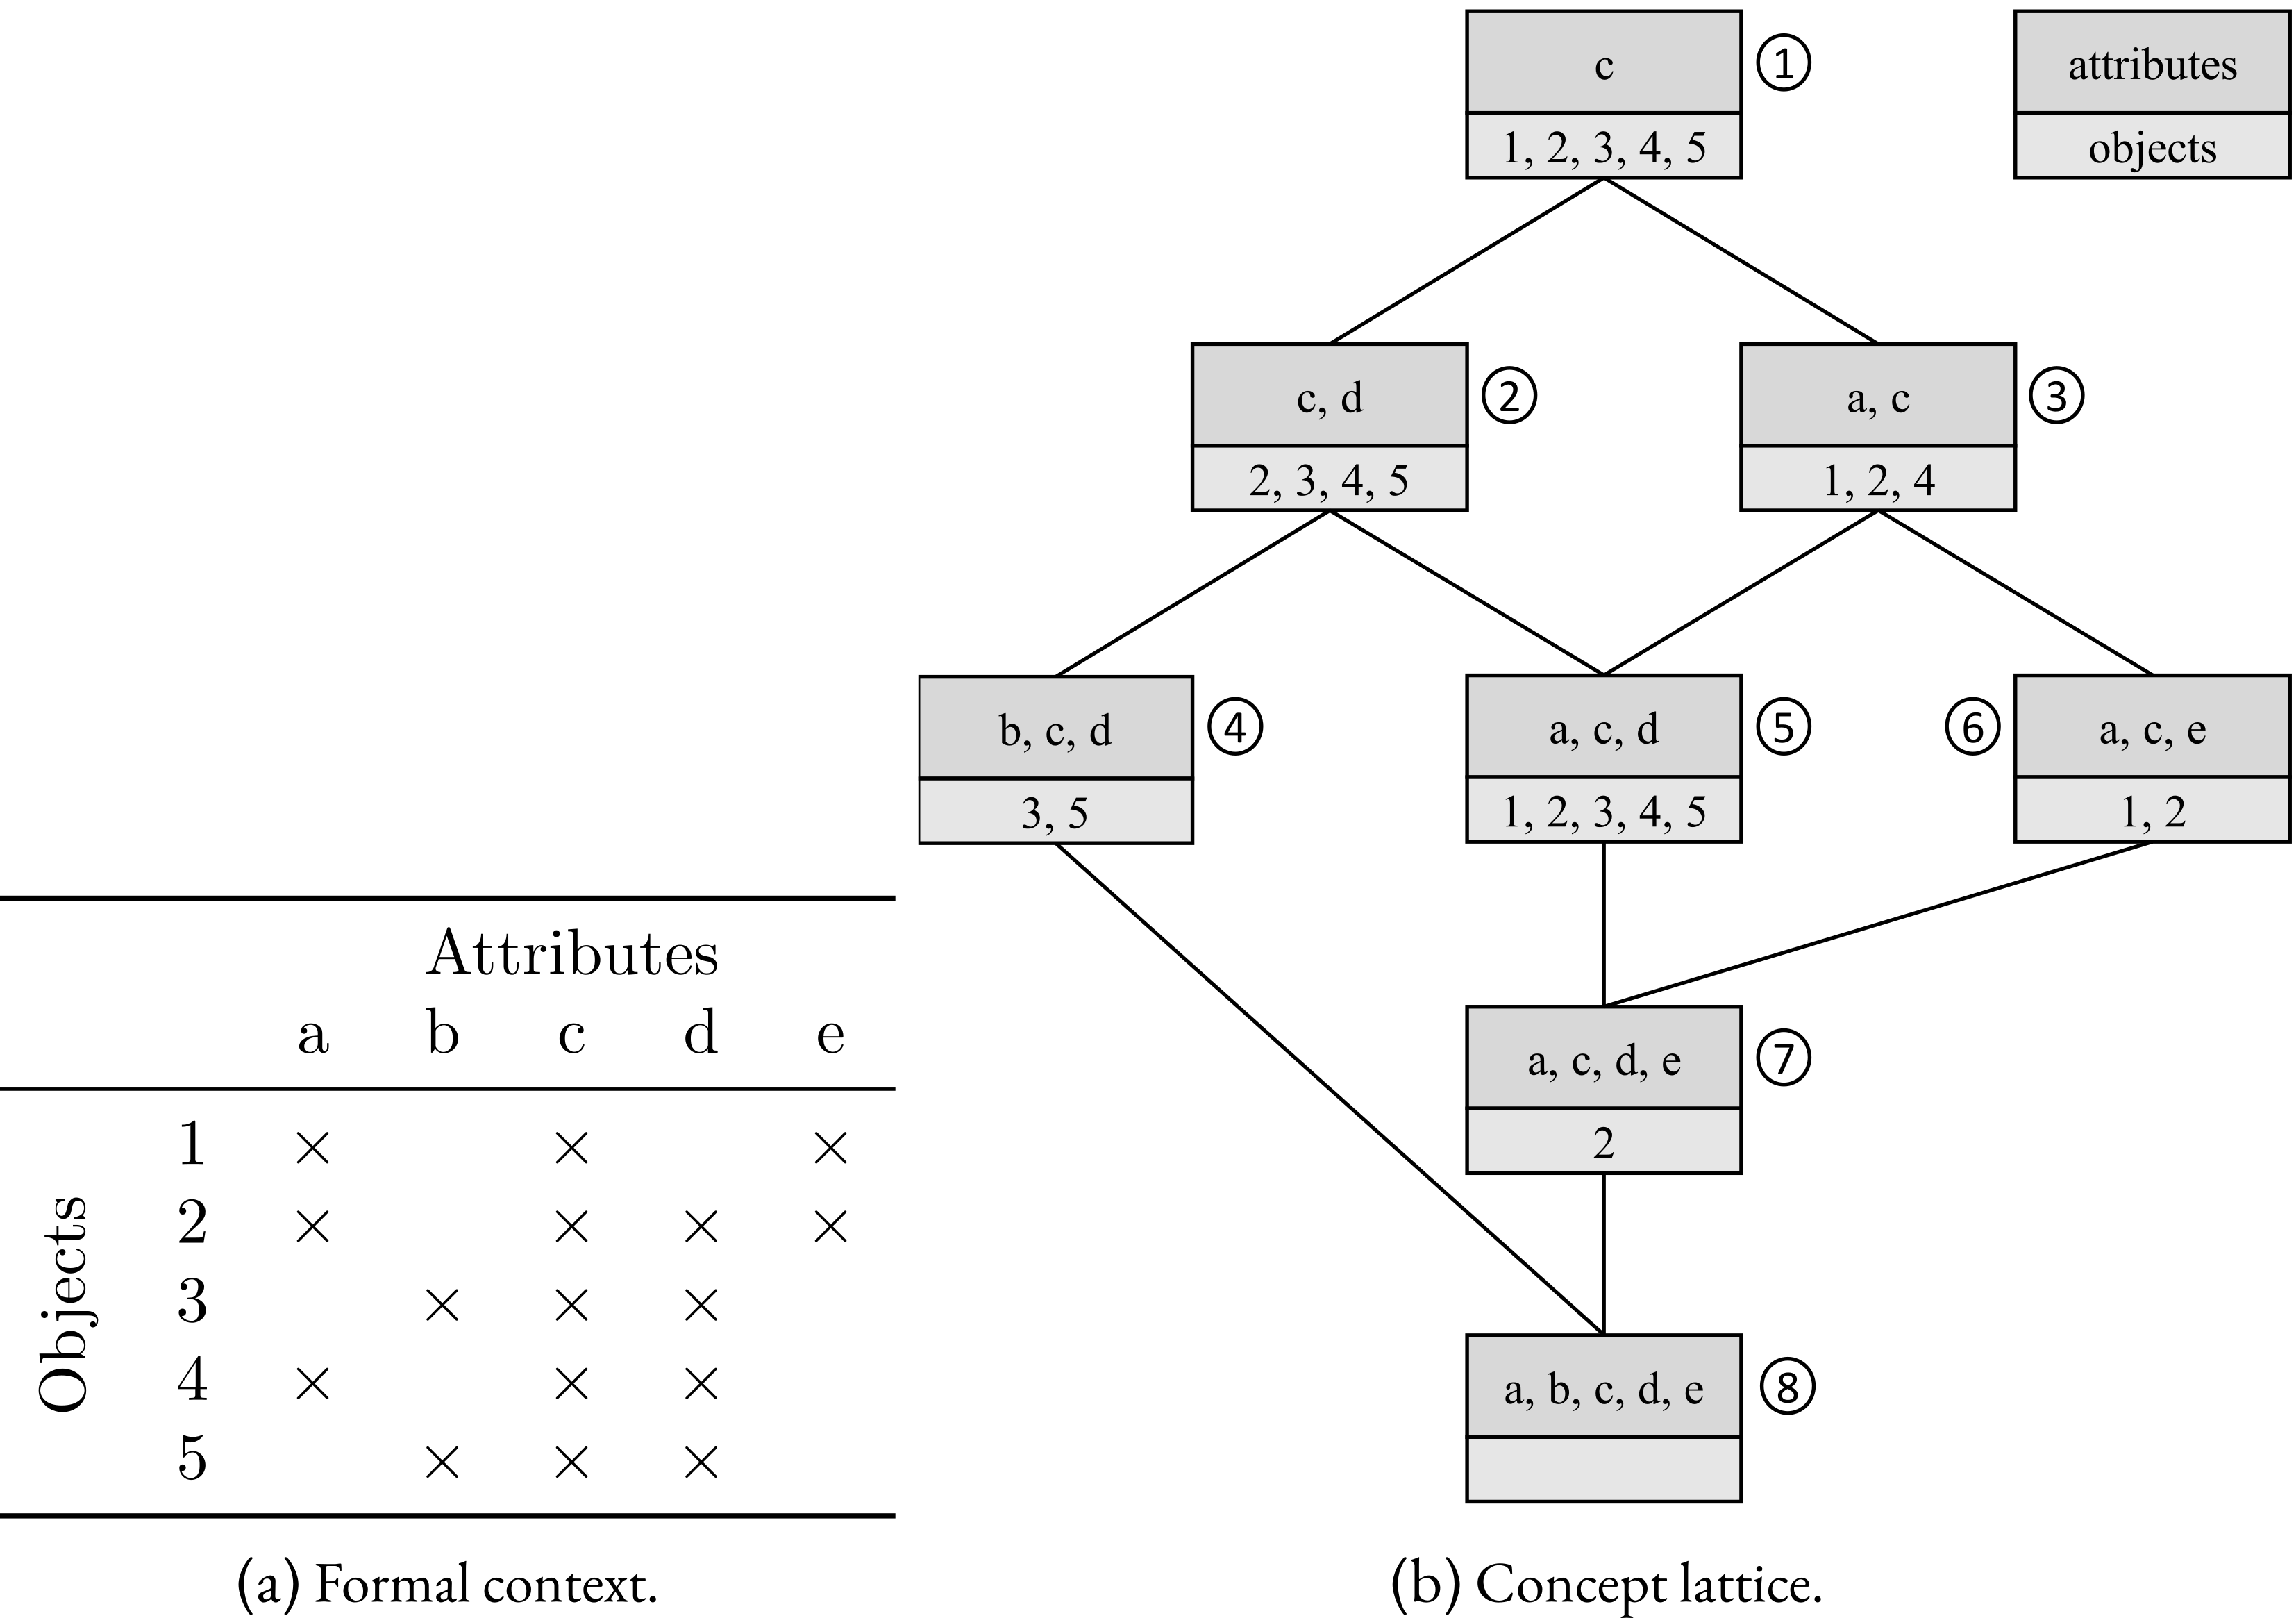 c
①
attributes
1, 2, 3, 4, 5
objects
c, d
②
a, c
③
2, 3, 4, 5
1, 2, 4
b, c, d
④
a, c, d
⑤
⑥
a, c, e
3, 5
1, 2, 3, 4, 5
1, 2
Attributes
a b c d e
Objects
1 × × ×
2 × × × ×
3 × × ×
4 × × ×
5 × × ×
a, c, d, e
⑦
2
a, b, c, d, e
⑧
(a) Formal context.
(b) Concept lattice.